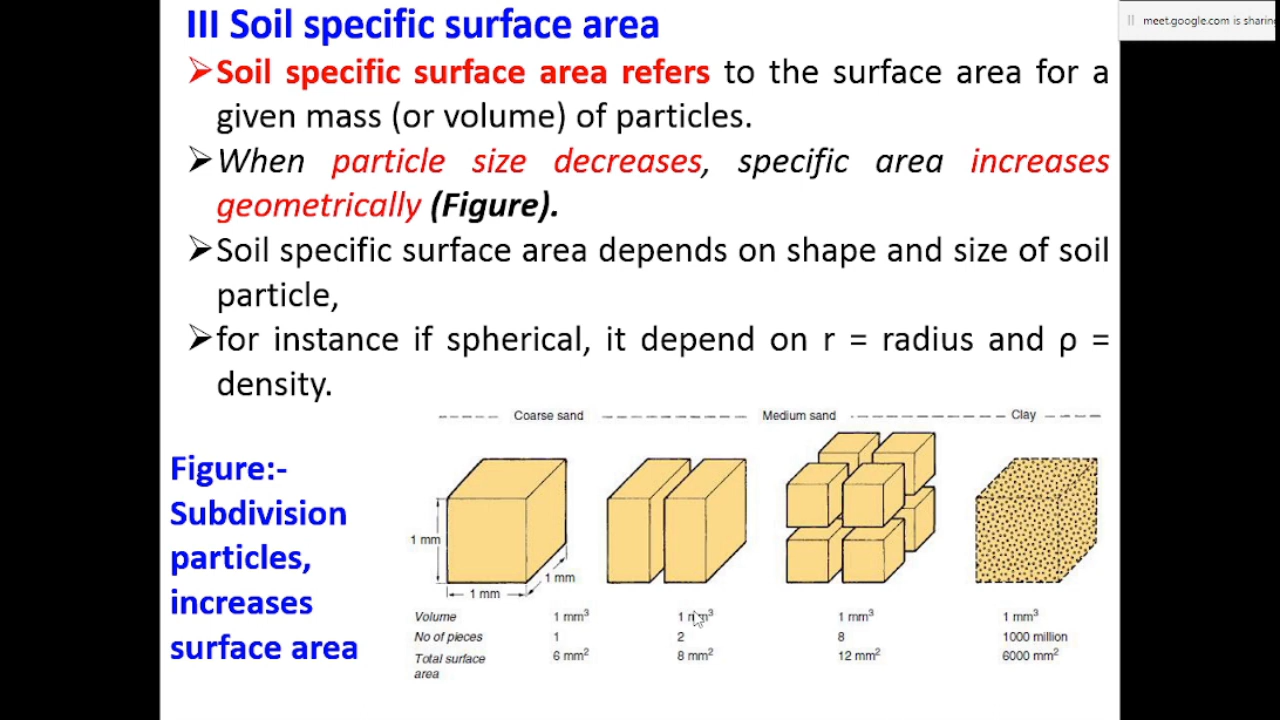 III Soil specific surface area
meet.google.com is sharin
➢Soil specific surface area refers to the surface area for a
given mass (or volume) of particles.
➢When particle size decreases, specific area increases
geometrically (Figure).
➢Soil specific surface area depends on shape and size of soil
particle,
➢for instance if spherical, it depend on r = radius and ρ =
density.
Figure:-
Subdivision
particles,
increases
surface area
Coarse sand Medium sand Clay
1 mm
1 mm
1 mm
Volume 1 mm³ 1 mm³ 1 mm³ 1 mm³
No of pieces 1 2 8 1000 million
Total surface 6 mm² 8 mm² 12 mm² 6000 mm²
area